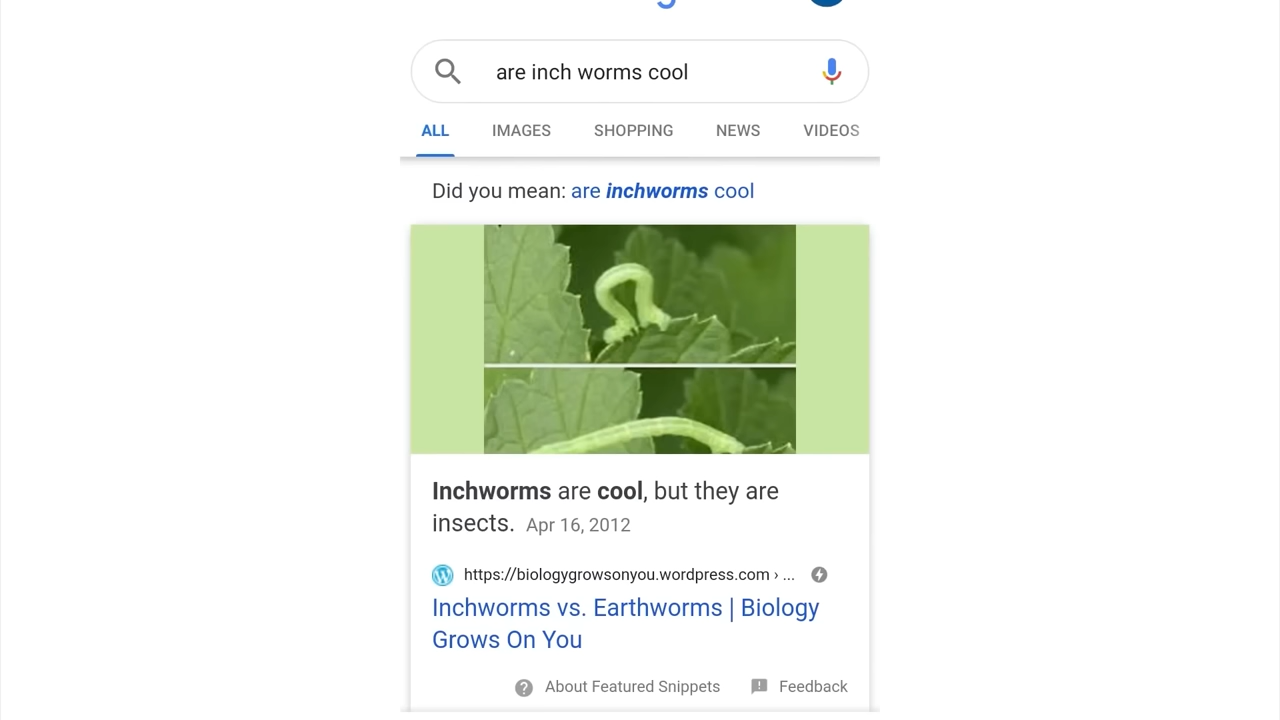 are inch worms cool
ALL IMAGES SHOPPING NEWS VIDEOS
Did you mean: are inchworms cool
Inchworms are cool, but they are
insects. Apr 16, 2012
https://biologygrowsonyou.wordpress.com › ...
Inchworms vs. Earthworms | Biology
Grows On You
About Featured Snippets Feedback